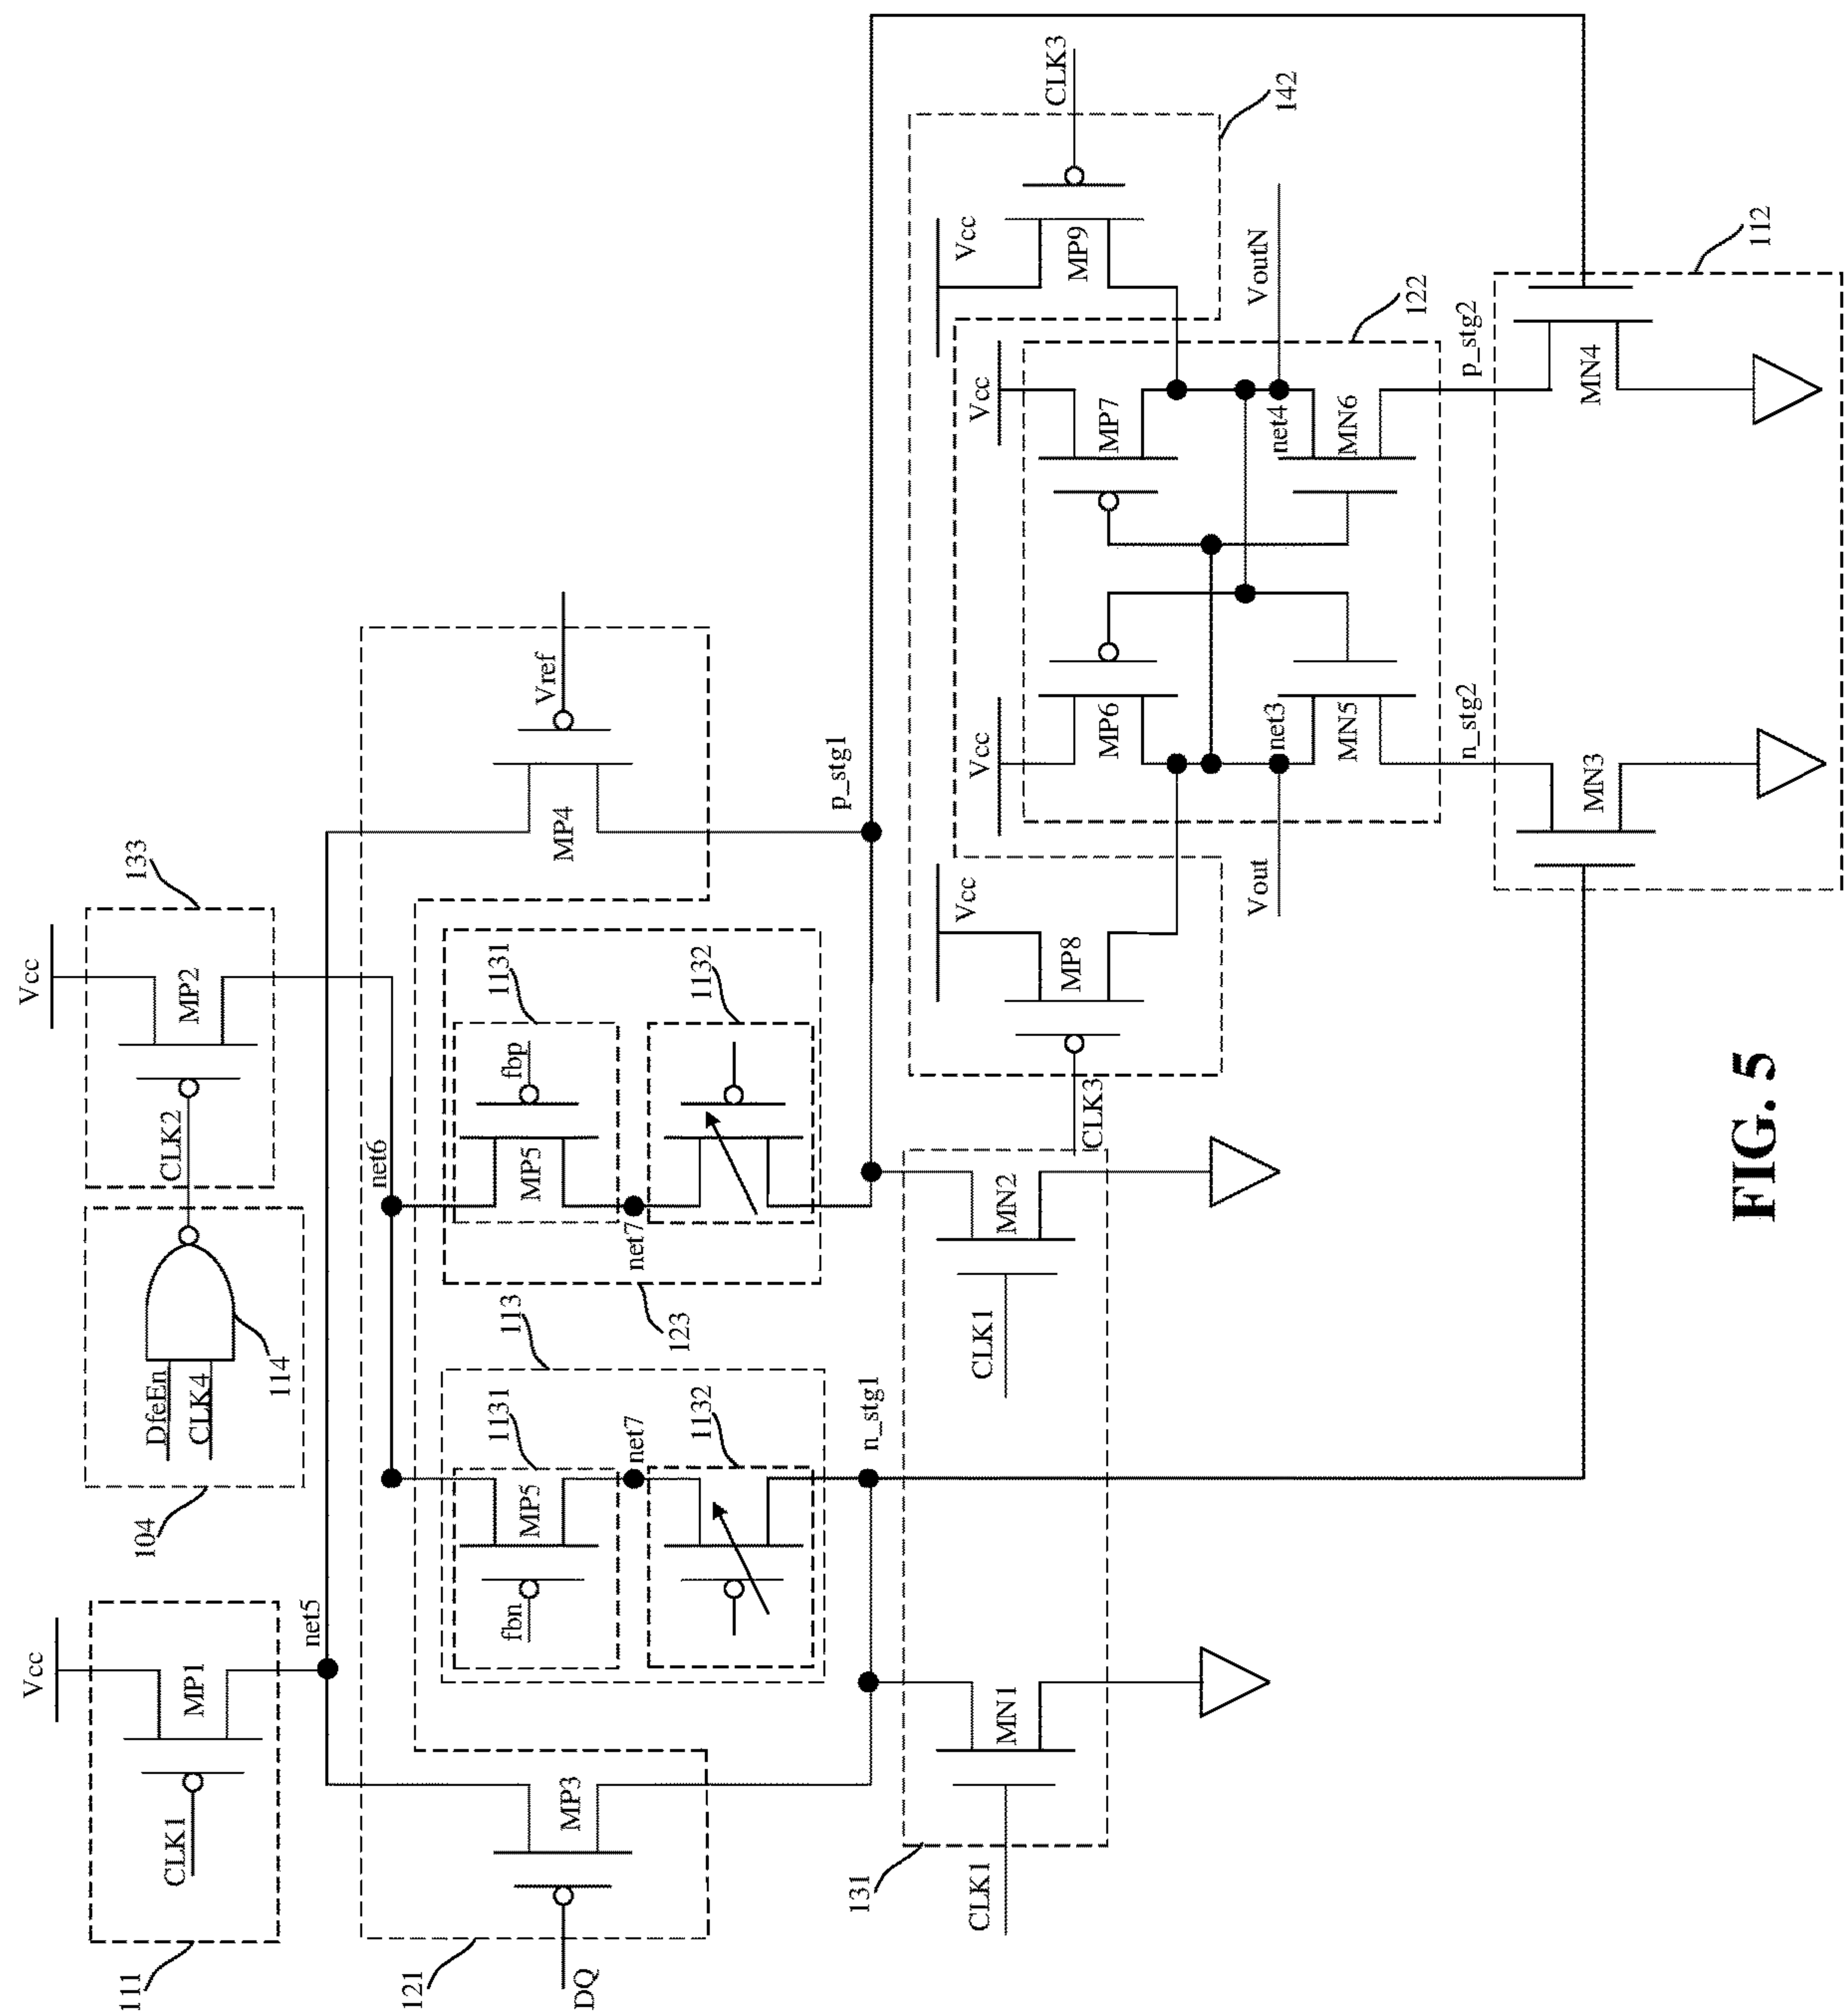 Vcc
Vcc
111
CLK1
MP1
104
DfeEn
CLK4
114
CLK2
MP2
133
net5
net6
121
DQ
MP3
113
fbn
MP5
1131
net7
1132
123
fbp
MP5
1131
net7
1132
MP4
Vref
n_stg1
p_stg1
131
CLK1
MN1
CLK1
MN2
CLK3
MP8
Vcc
Vcc
MP9
CLK3
142
Vcc
Vcc
MP6
MP7
Vout
net3
net4
VoutN
MN5
MN6
122
n_stg2
p_stg2
MN3
MN4
112
FIG. 5